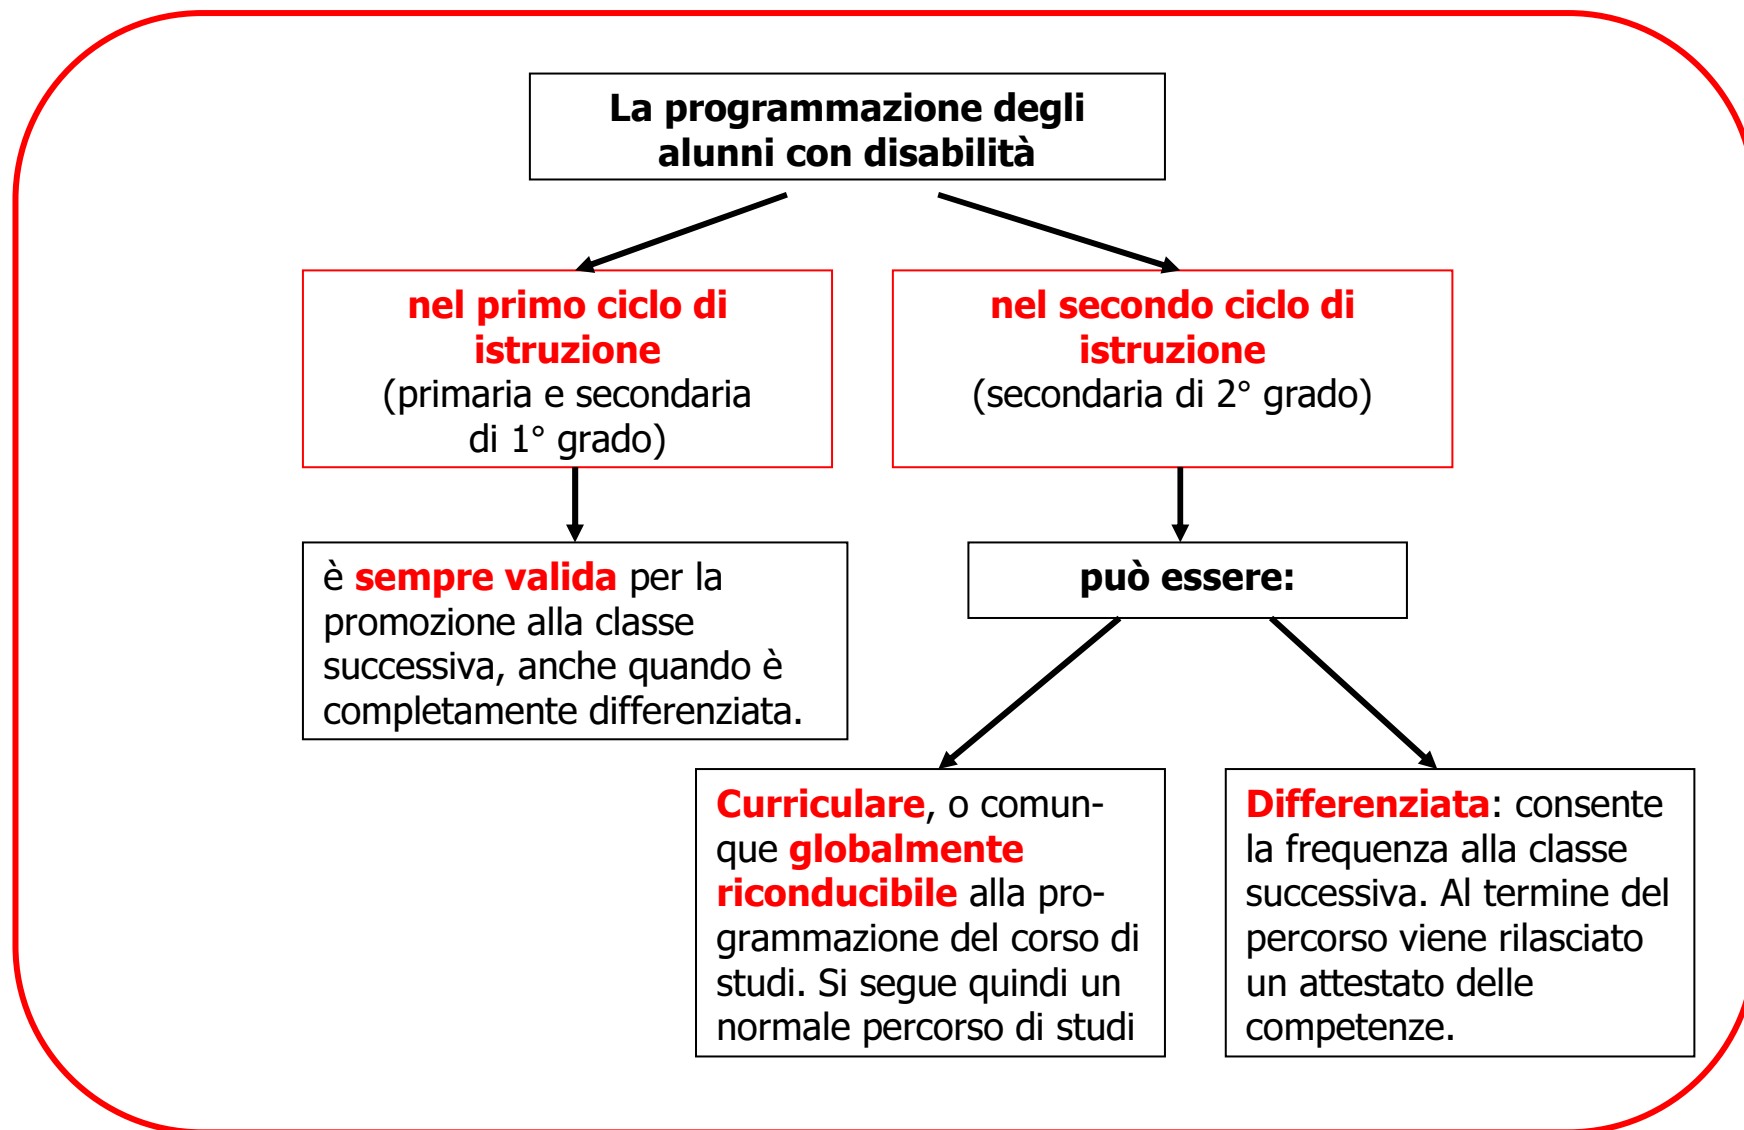 La programmazione degli
alunni con disabilità
nel primo ciclo di
istruzione
(primaria e secondaria
di 1° grado)
nel secondo ciclo di
istruzione
(secondaria di 2° grado)
è sempre valida per la
promozione alla classe
successiva, anche quando è
completamente differenziata.
può essere:
Curriculare, o comun-
que globalmente
riconducibile alla pro-
grammazione del corso di
studi. Si segue quindi un
normale percorso di studi
Differenziata: consente
la frequenza alla classe
successiva. Al termine del
percorso viene rilasciato
un attestato delle
competenze.